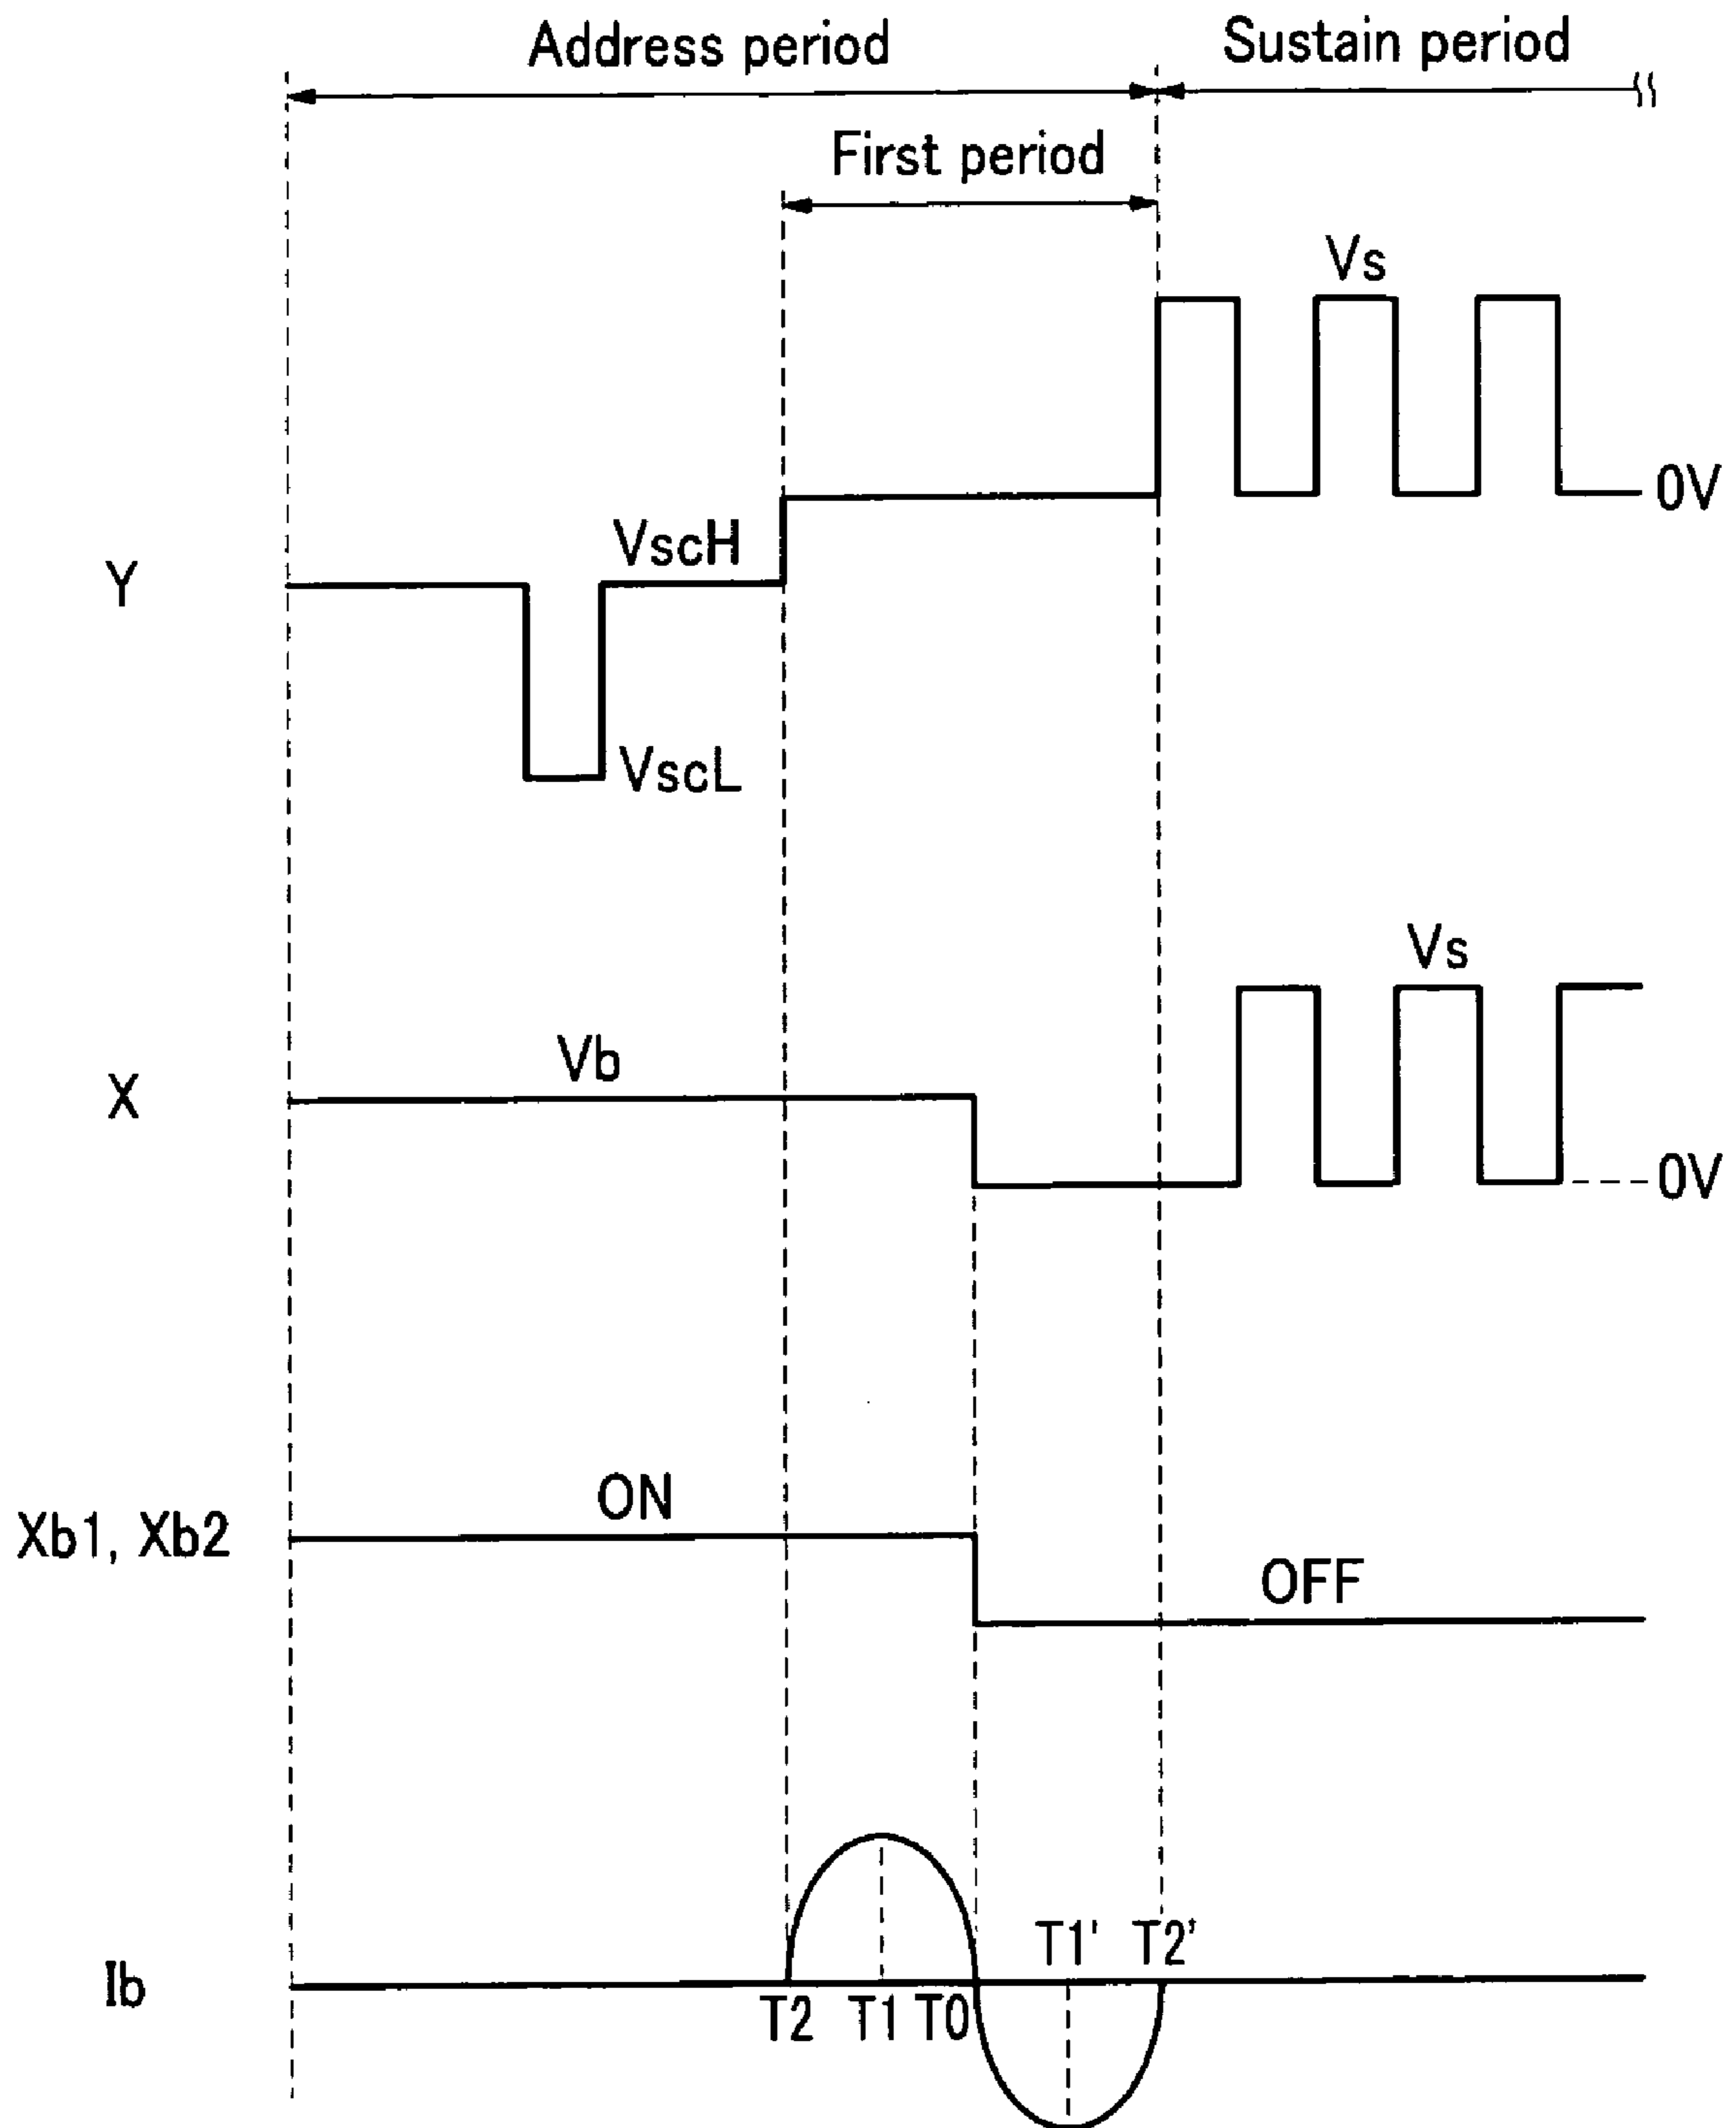 Address period
Sustain period
First period
Vs
0V
VscH
Y
VscL
Vs
Vb
X
0V
ON
Xb1, Xb2
OFF
T1' T2'
Ib
T2 T1 T0